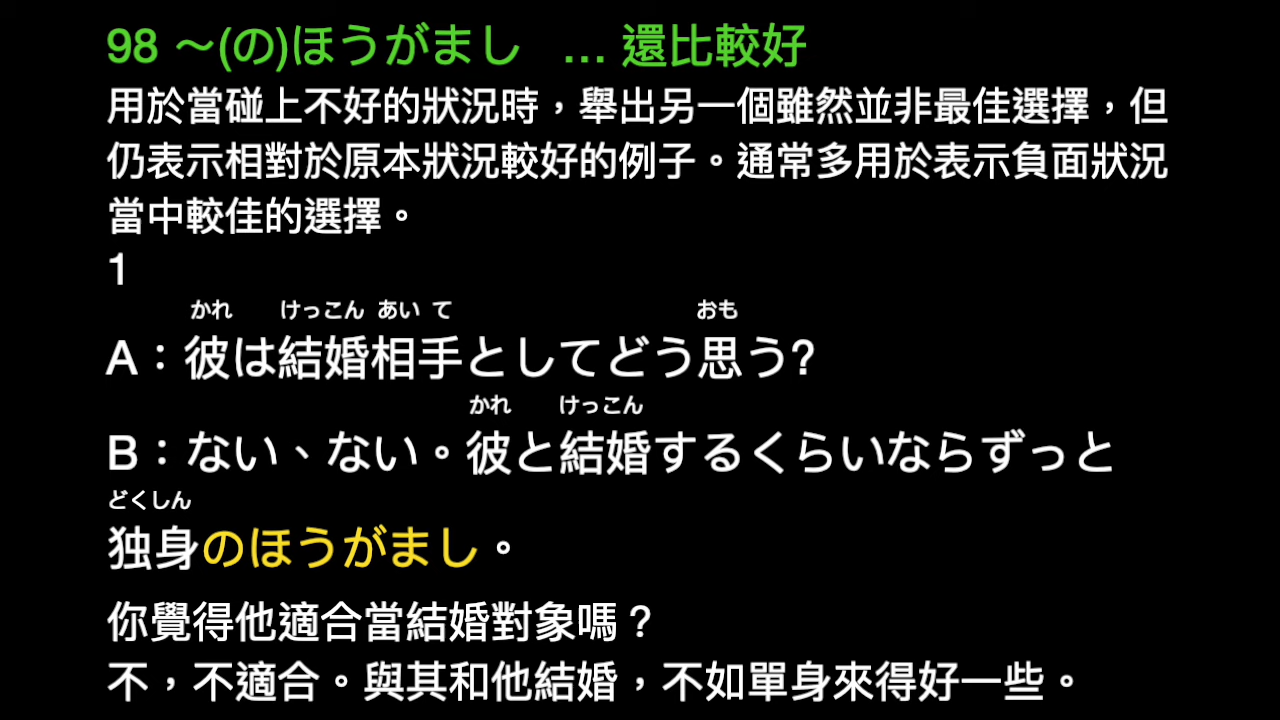 98 ～(の)ほうがまし ... 還比較好
用於當碰上不好的狀況時，舉出另一個雖然並非最佳選擇，但
仍表示相對於原本狀況較好的例子。通常多用於表示負面狀況
當中較佳的選擇。
1
かれ けっこん あい て おも
A：彼は結婚相手としてどう思う?
かれ けっこん
B：ない、ない。彼と結婚するくらいならずっと
どくしん
独身のほうがまし。
你覺得他適合當結婚對象嗎？
不，不適合。與其和他結婚，不如單身來得好一些。